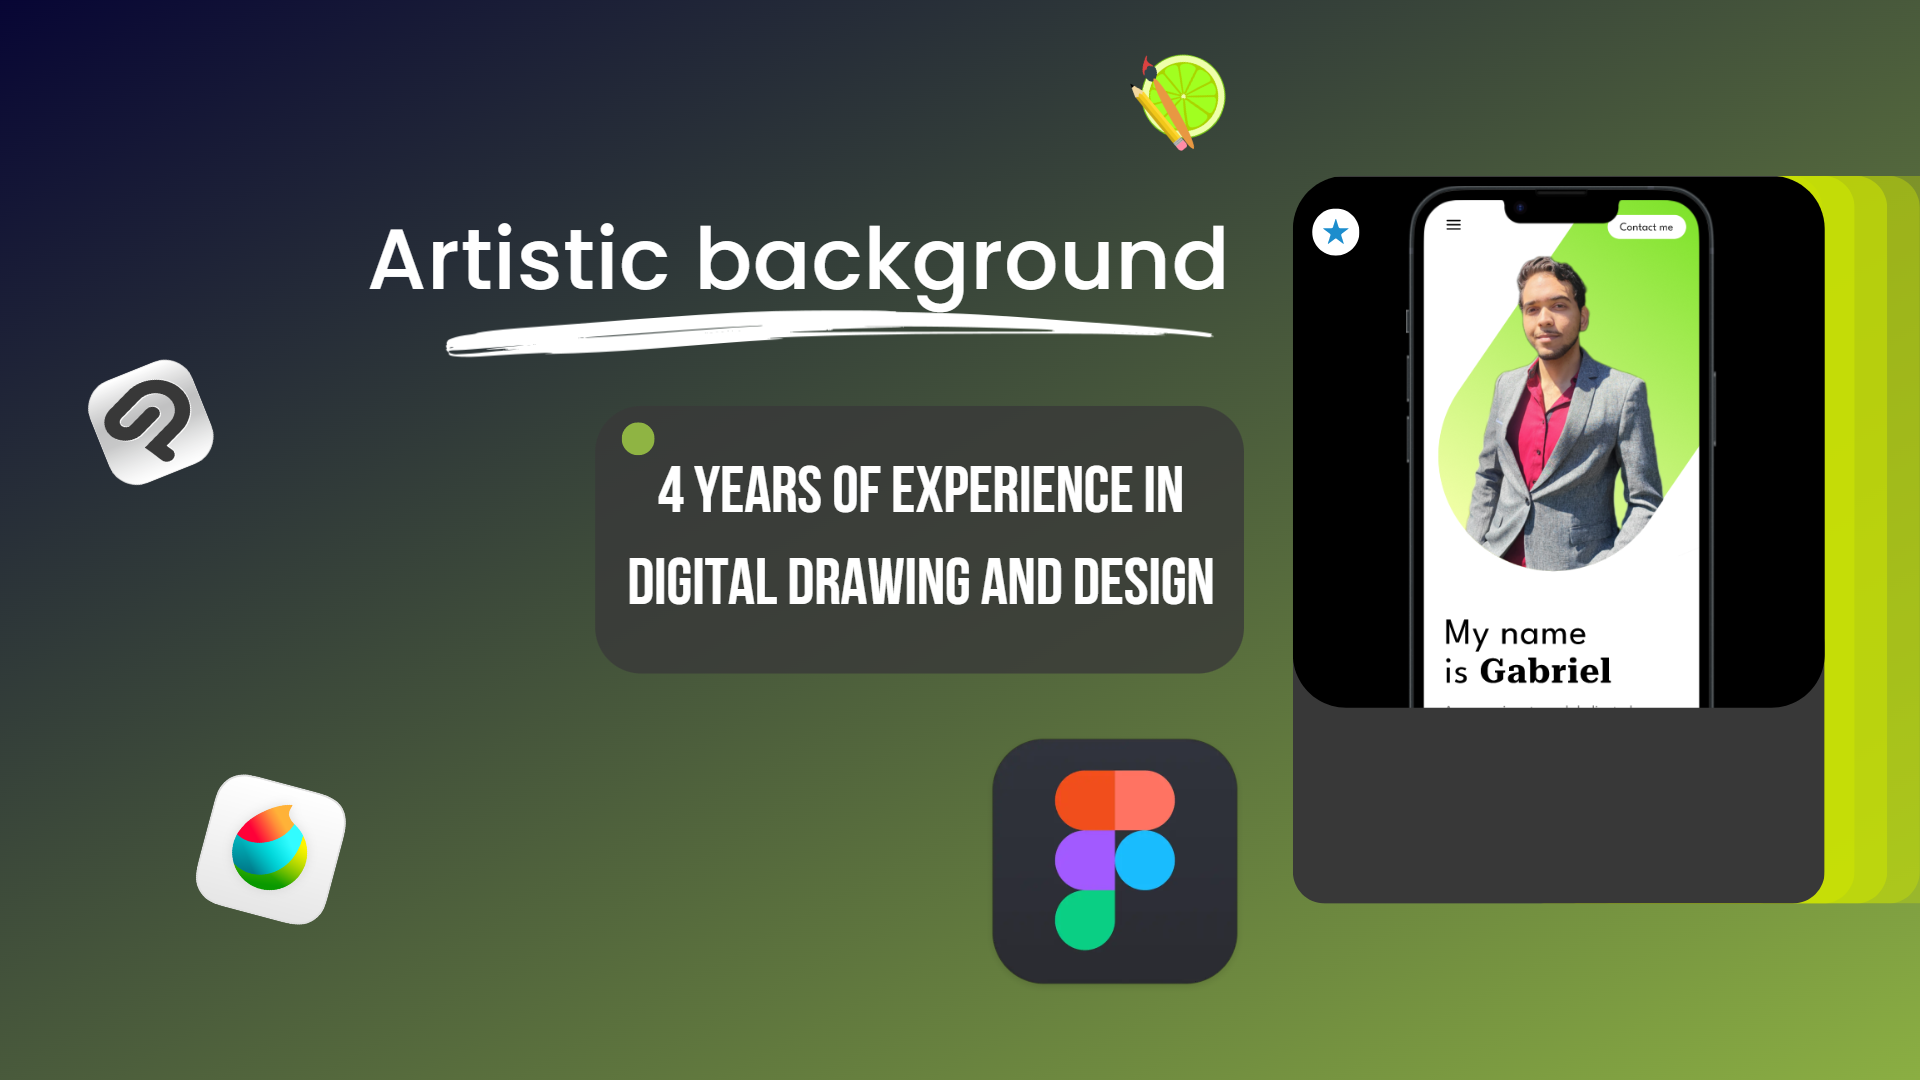 Artistic background
4 YEARS OF EXPERIENCE IN
DIGITAL DRAWING AND DESIGN
Contact me
My name
is Gabriel